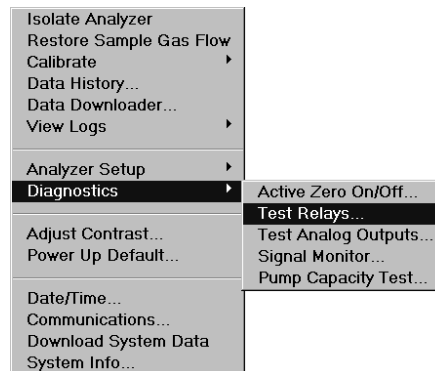 Isolate Analyzer
Restore Sample Gas Flow
Calibrate
Data History...
Data Downloader...
View Logs
Analyzer Setup
Diagnostics
Adjust Contrast...
Power Up Default...
Date/Time...
Communications...
Download System Data
System Info...
Active Zero On/Off...
Test Relays...
Test Analog Outputs...
Signal Monitor...
Pump Capacity Test...